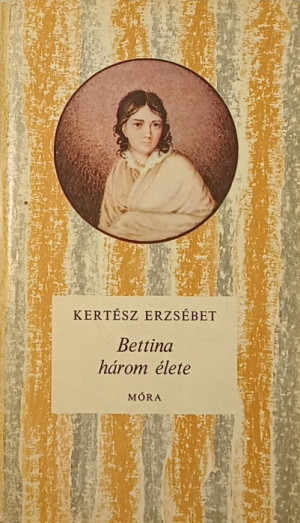 KERTÉSZ ERZSÉBET
Bettina
három élete
MÓRA